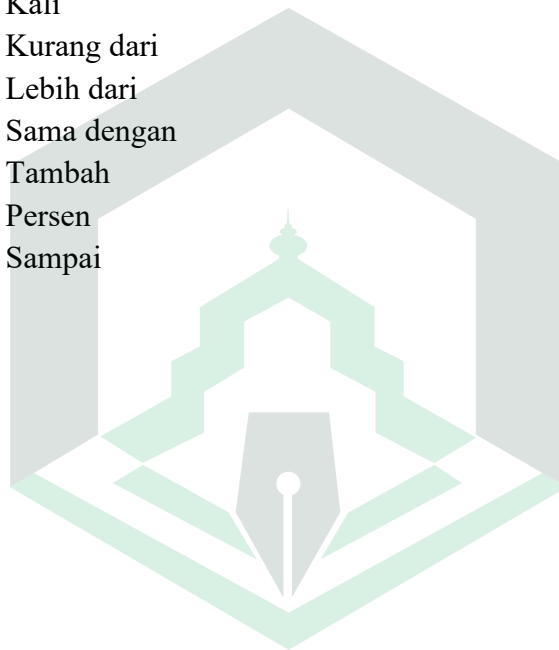 Kali
Kurang dari
Lebih dari
Sama dengan
Tambah
Persen
Sampai